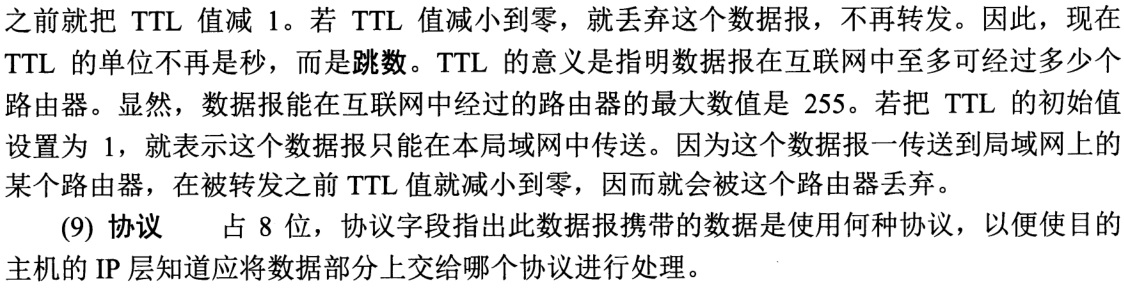 之前就把 TTL 值减 1。若 TTL 值减小到零，就丢弃这个数据报，不再转发。因此，现在
TTL 的单位不再是秒，而是跳数。TTL 的意义是指明数据报在互联网中至多可经过多少个
路由器。显然，数据报能在互联网中经过的路由器的最大数值是 255。若把 TTL 的初始值
设置为 1，就表示这个数据报只能在本局域网中传送。因为这个数据报一传送到局域网上的
某个路由器，在被转发之前 TTL 值就减小到零，因而就会被这个路由器丢弃。
(9) 协议 占 8 位，协议字段指出此数据报携带的数据是使用何种协议，以便使目的
主机的 IP 层知道应将数据部分上交给哪个协议进行处理。